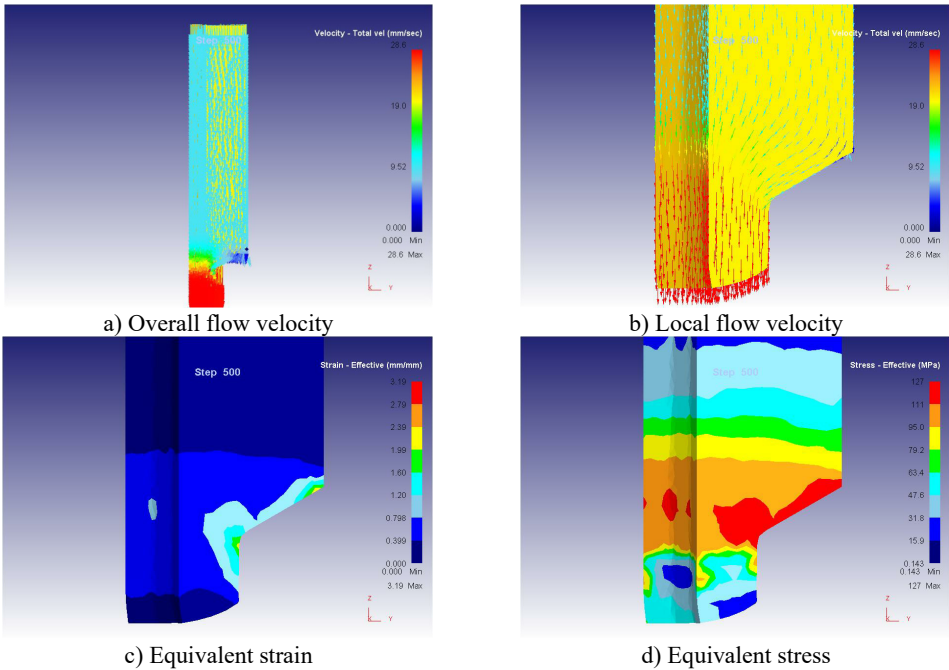 Step 500
Velocity - Total vel (mm/sec)
28.6
19.0
9.52
0.000
0.000 Min
28.6 Max
Z
X Y
a) Overall flow velocity
Step 500
Velocity - Total vel (mm/sec)
28.6
19.0
9.52
0.000
0.000 Min
28.6 Max
Z
X Y
b) Local flow velocity
Step 500
Strain - Effective (mm/mm)
3.19
2.79
2.39
1.99
1.60
1.20
0.798
0.399
0.000
0.000 Min
3.19 Max
Z
X Y
c) Equivalent strain
Step 500
Stress - Effective (MPa)
127
111
95.0
79.2
63.4
47.6
31.8
15.9
0.143
0.143 Min
127 Max
Z
X Y
d) Equivalent stress